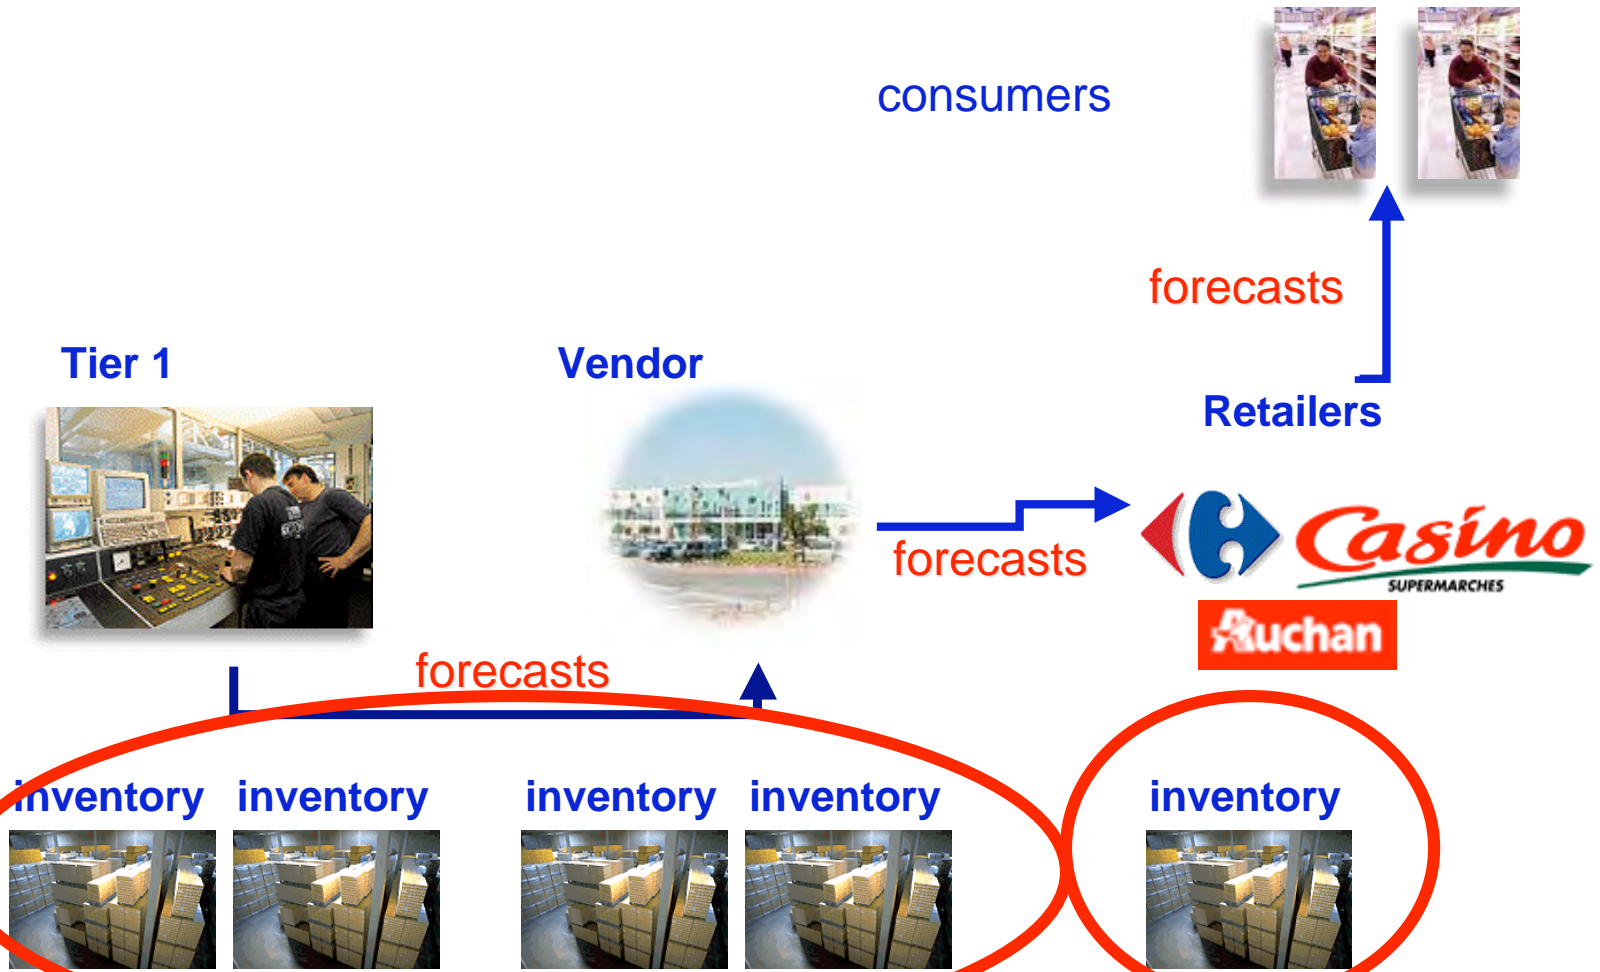 consumers
forecasts
Tier 1
Vendor
Retailers
forecasts
Casino
SUPERMARCHES
Auchan
forecasts
inventory inventory inventory inventory inventory